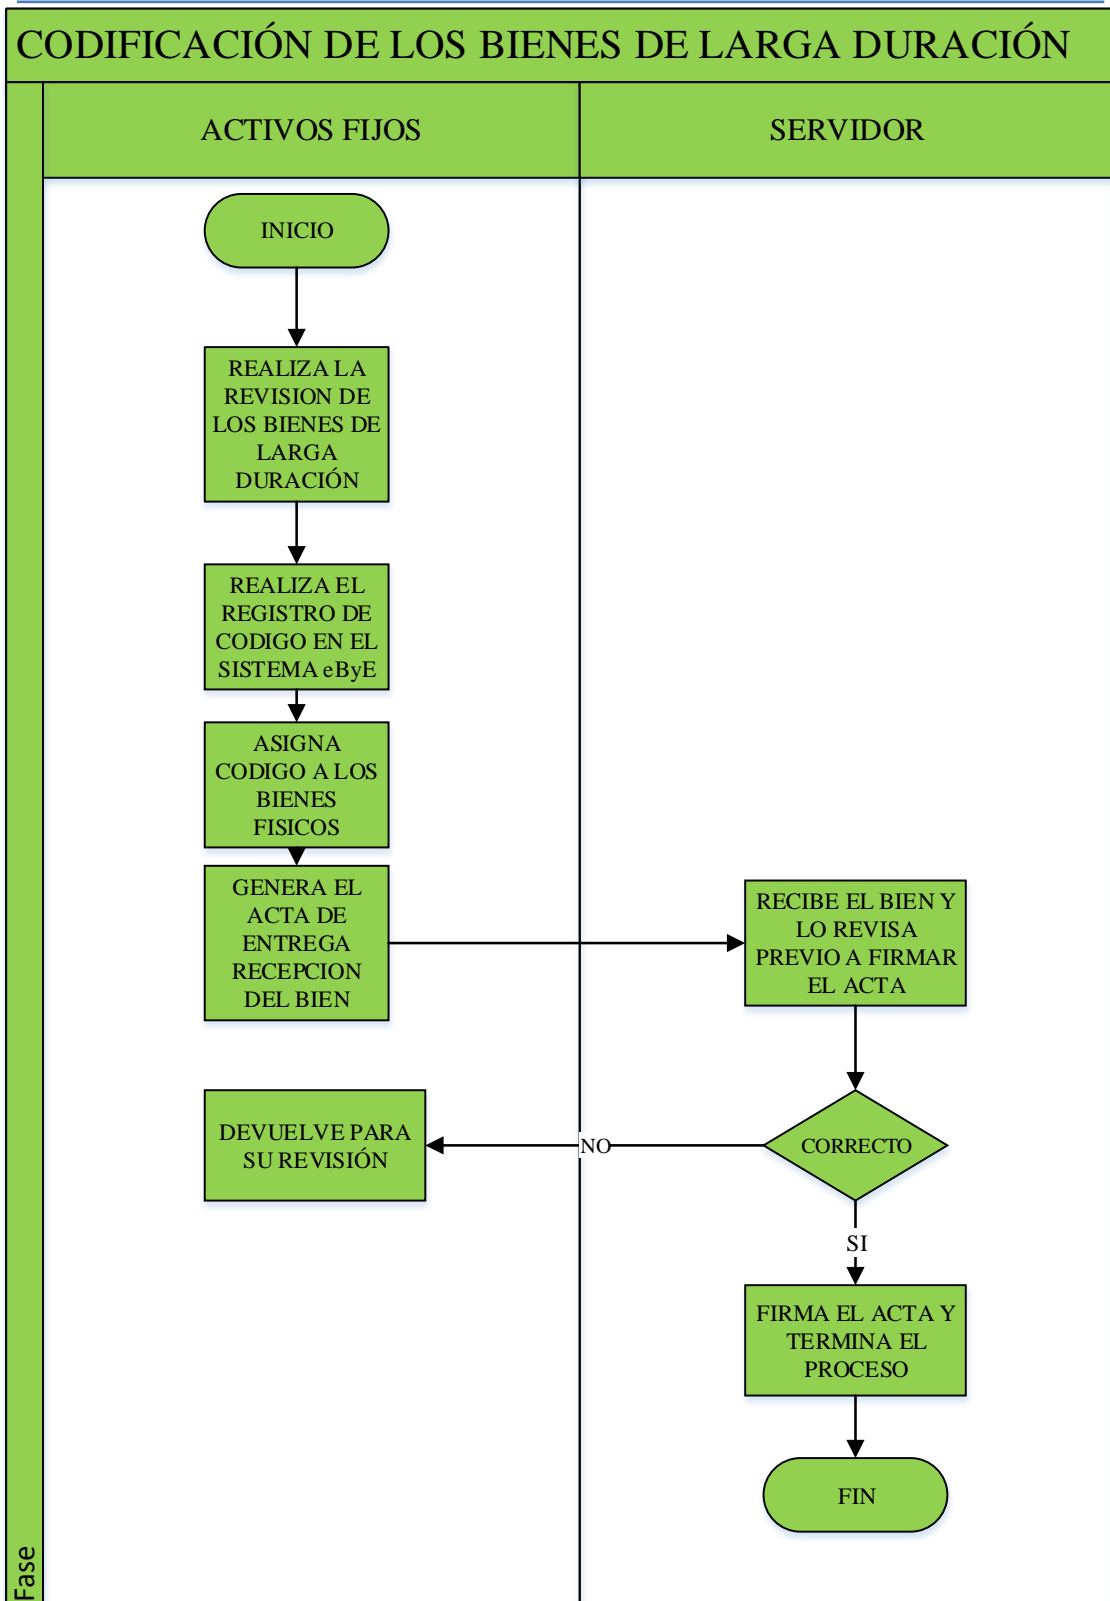 CODIFICACIÓN DE LOS BIENES DE LARGA DURACIÓN
ACTIVOS FIJOS
SERVIDOR
INICIO
REALIZA LA
REVISION DE
LOS BIENES DE
LARGA
DURACIÓN
REALIZA EL
REGISTRO DE
CODIGO EN EL
SISTEMA eByE
ASIGNA
CODIGO A LOS
BIENES
FISICOS
GENERA EL
ACTA DE
ENTREGA
RECEPCION
DEL BIEN
RECIBE EL BIEN Y
LO REVISA
PREVIO A FIRMAR
EL ACTA
CORRECTO
NO
DEVUELVE PARA
SU REVISIÓN
SI
FIRMA EL ACTA Y
TERMINA EL
PROCESO
FIN
Fase